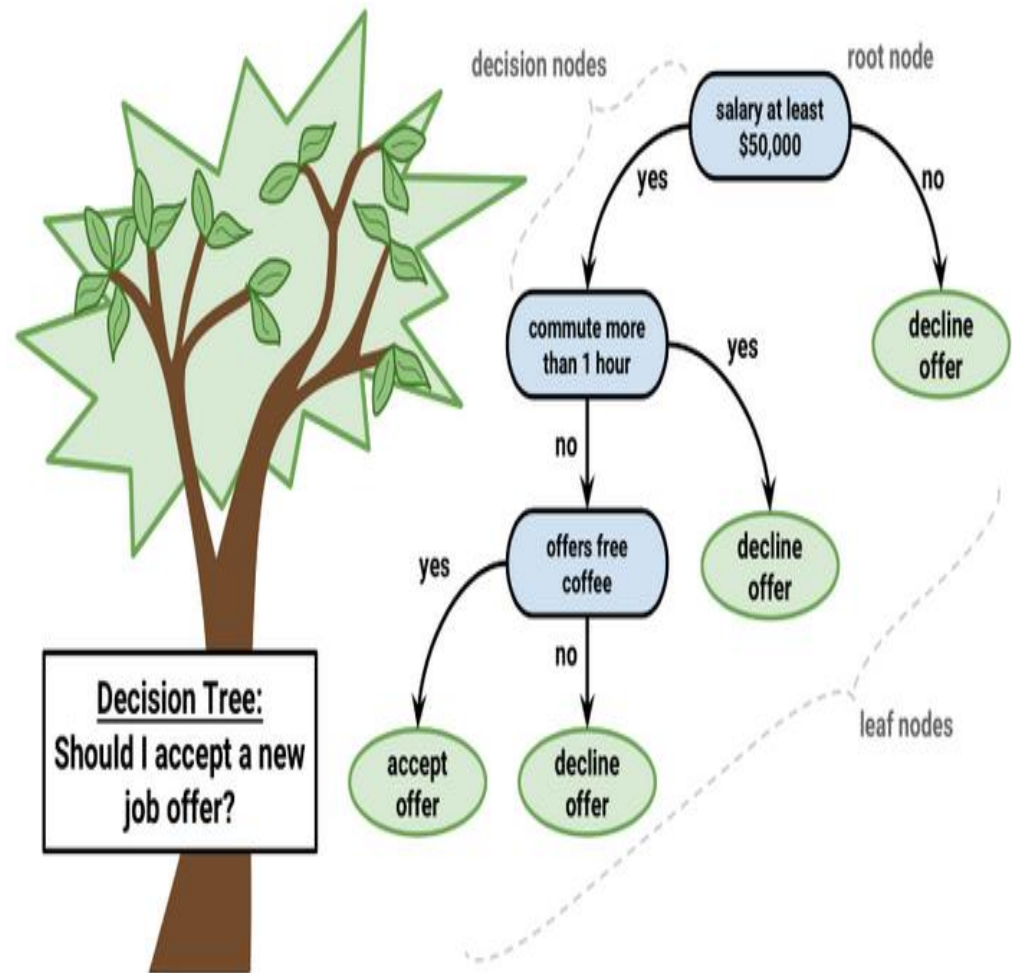 decision nodes
root node
salary at least
$50,000
yes
no
commute more
than 1 hour
yes
decline
offer
no
offers free
coffee
decline
offer
yes
no
Decision Tree:
Should I accept a new
job offer?
accept
offer
decline
offer
leaf nodes